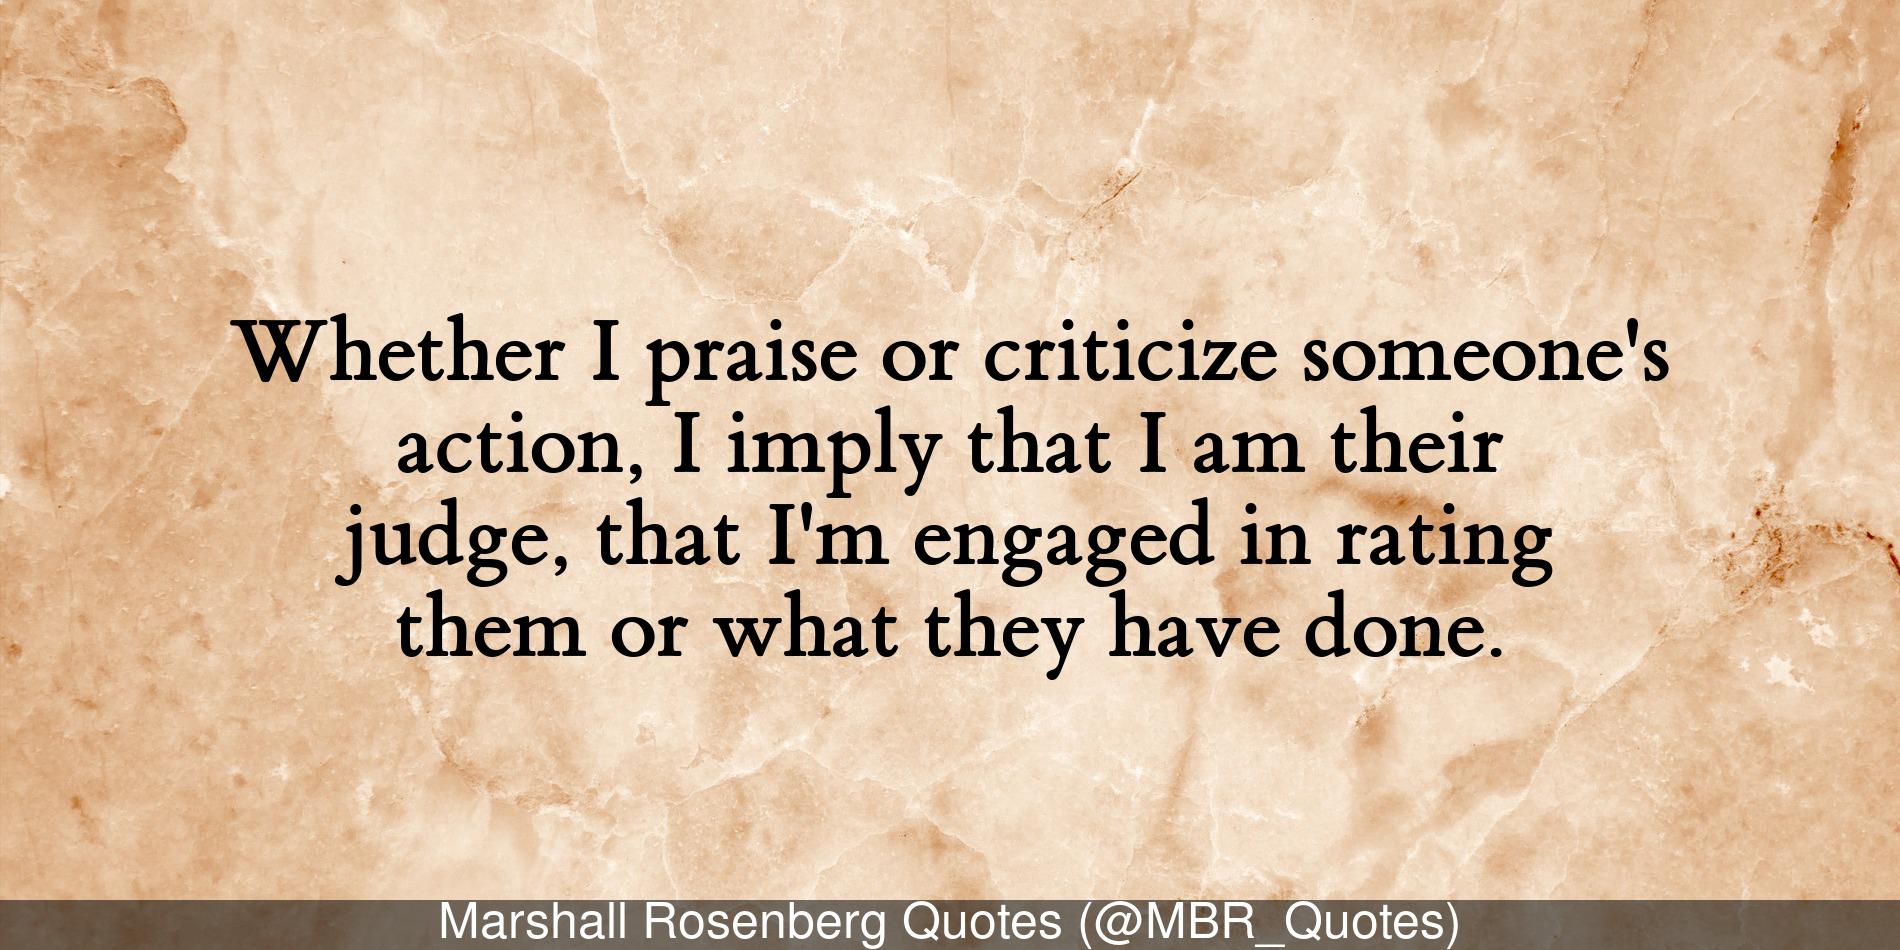 Whether I praise or criticize someone's
action, I imply that I am their
judge, that I'm engaged in rating
them or what they have done.
Marshall Rosenberg Quotes (@MBR_Quotes)